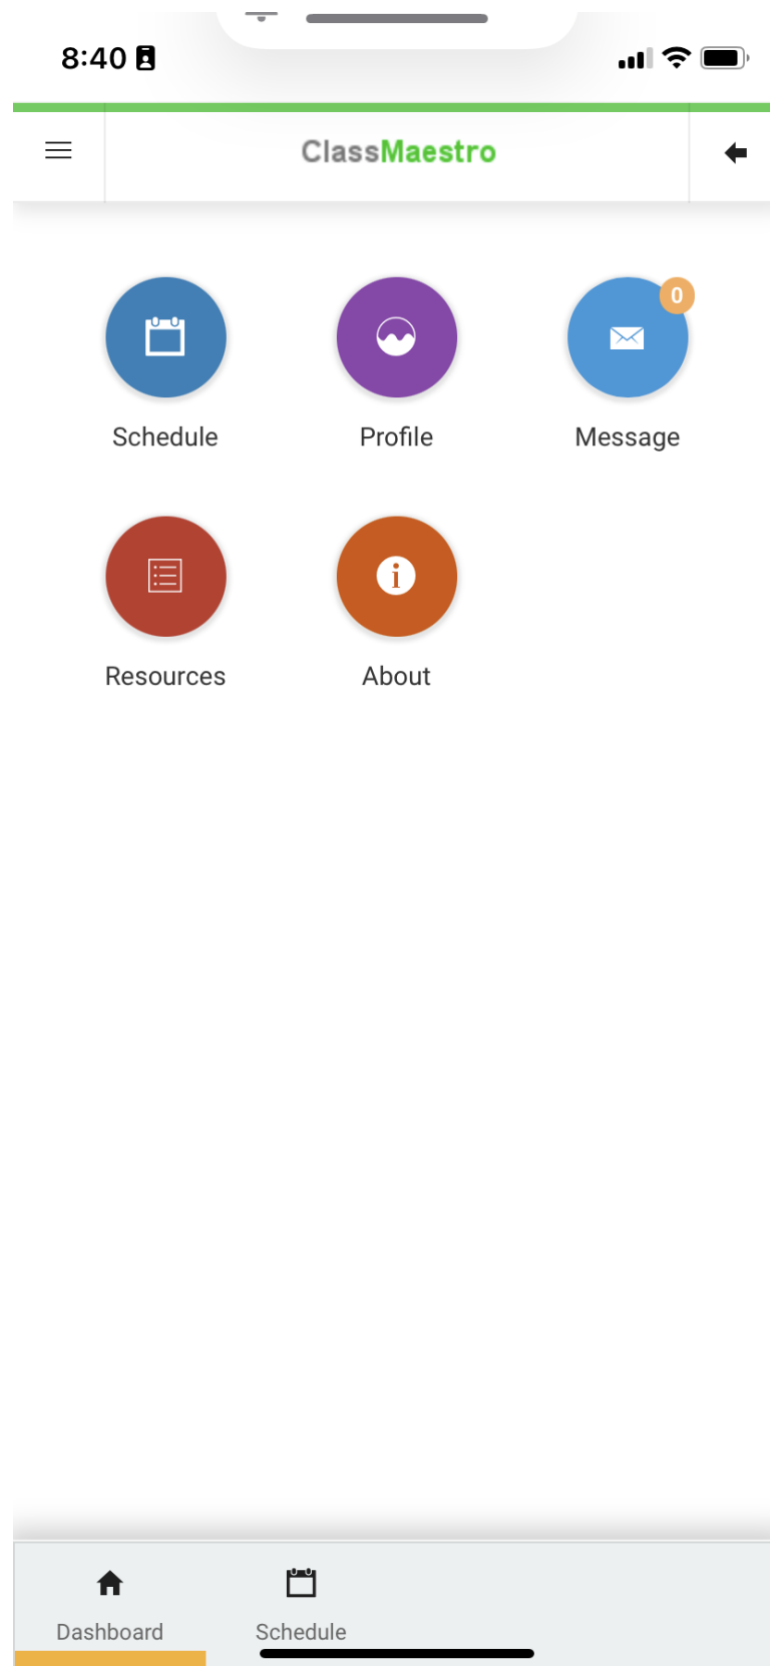 8:40
ClassMaestro
0
Schedule Profile Message
Resources About
Dashboard Schedule